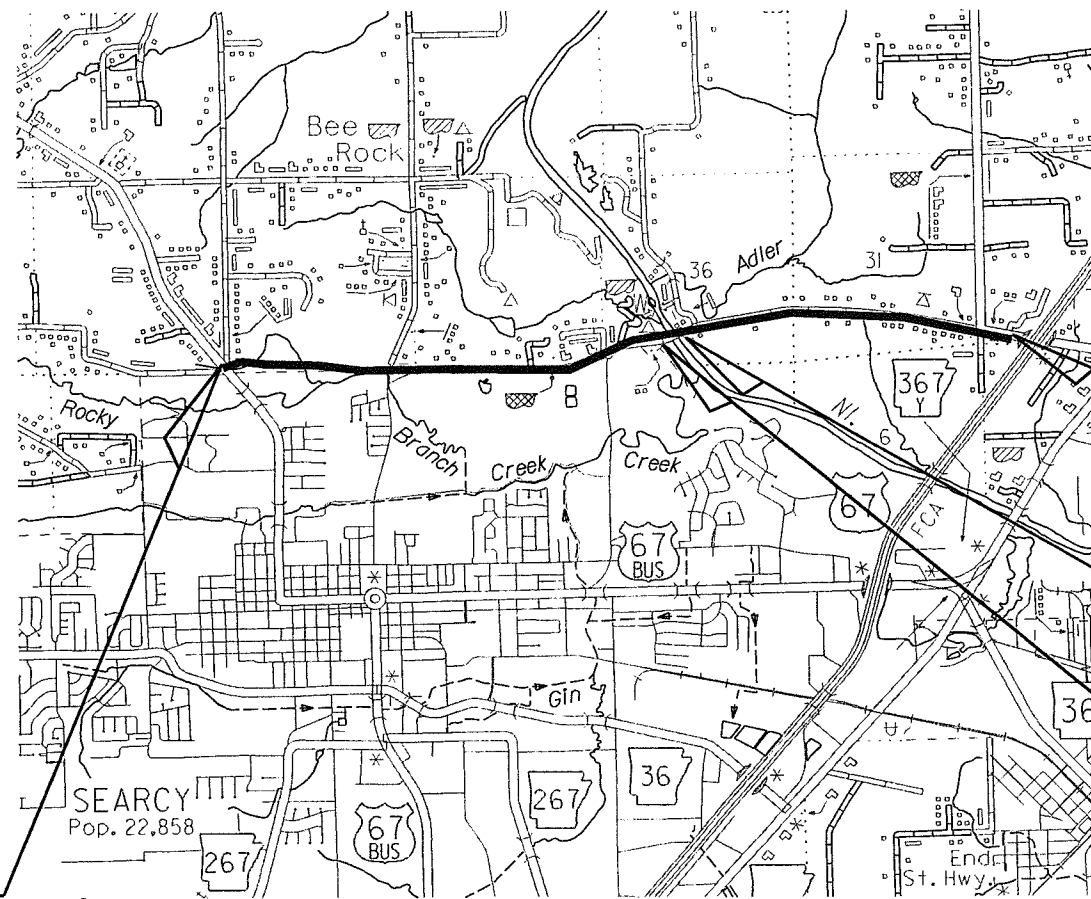 Bee
Rock
36
Adler
31
367
Y
Rocky
Branch
Creek
Creek
6
67
FCA
67
BUS
Gin
36
36
SEARCY
Pop. 22,858
267
67
BUS
267
End
St. Hwy.